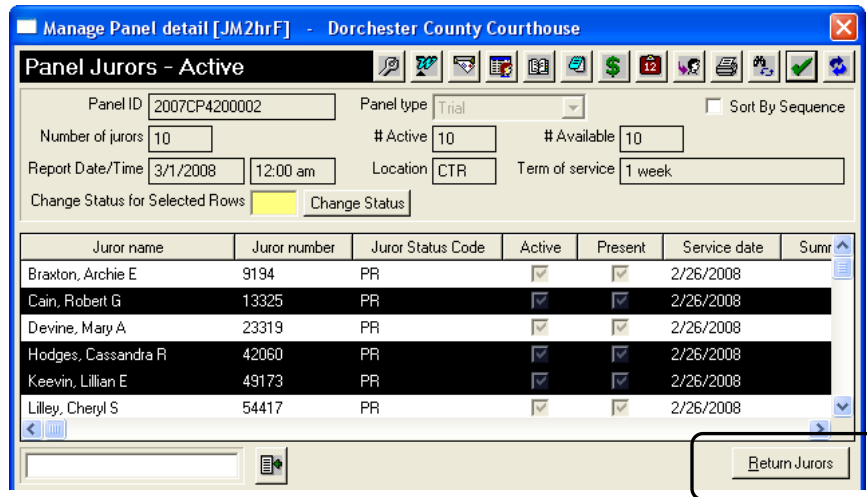 Manage Panel detail [JM2hrF] - Dorchester County Courthouse
Panel Jurors - Active
12
Panel ID 2007CP4200002 Panel type Trial Sort By Sequence
Number of jurors 10 # Active 10 # Available 10
Report Date/Time 3/1/2008 12:00 am Location CTR Term of service 1 week
Change Status for Selected Rows Change Status
Juror name Juror number Juror Status Code Active Present Service date Summ
Braxton, Archie E 9194 PR 2/26/2008
Cain, Robert G 13325 PR 2/26/2008
Devine, Mary A 23319 PR 2/26/2008
Hodges, Cassandra R 42060 PR 2/26/2008
Keevin, Lillian E 49173 PR 2/26/2008
Lilley, Cheryl S 54417 PR 2/26/2008
Return Jurors